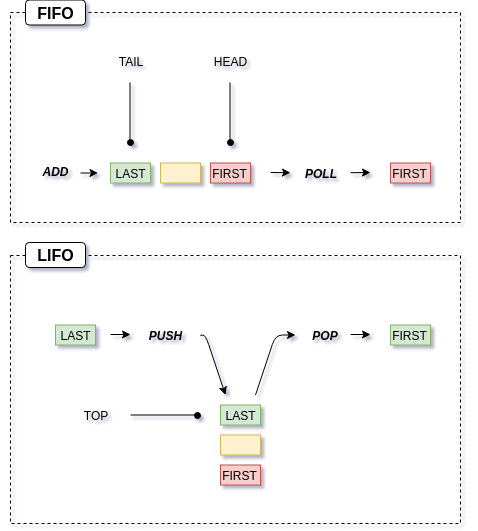 FIFO
TAIL HEAD
ADD LAST FIRST POLL FIRST
LIFO
LAST PUSH POP FIRST
TOP LAST
FIRST